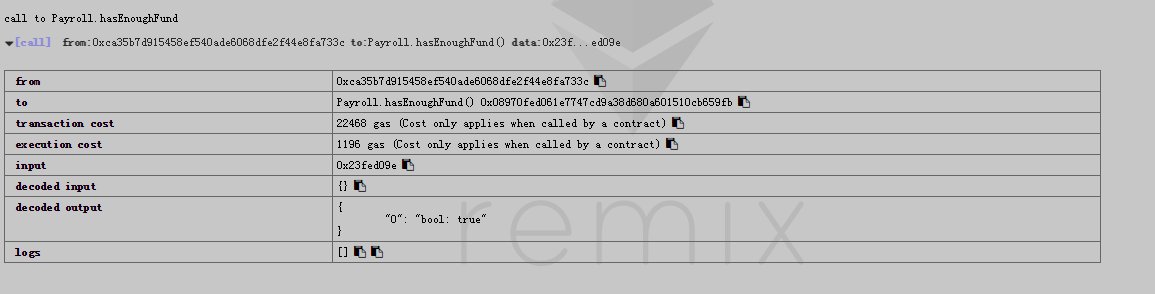 call to Payroll.hasEnoughFund
[call] from:0xca35b7d915458ef540ade6068dfe2f44e8fa733c to:Payroll.hasEnoughFund() data:0x23f...ed09e
from 0xca35b7d915458ef540ade6068dfe2f44e8fa733c
to Payroll.hasEnoughFund() 0x08970fed061e7747cd9a38d680a601510cb659fb
transaction cost 22468 gas (Cost only applies when called by a contract)
execution cost 1196 gas (Cost only applies when called by a contract)
input 0x23fed09e
decoded input {}
decoded output {
"0": "bool: true"
}
logs []
remix